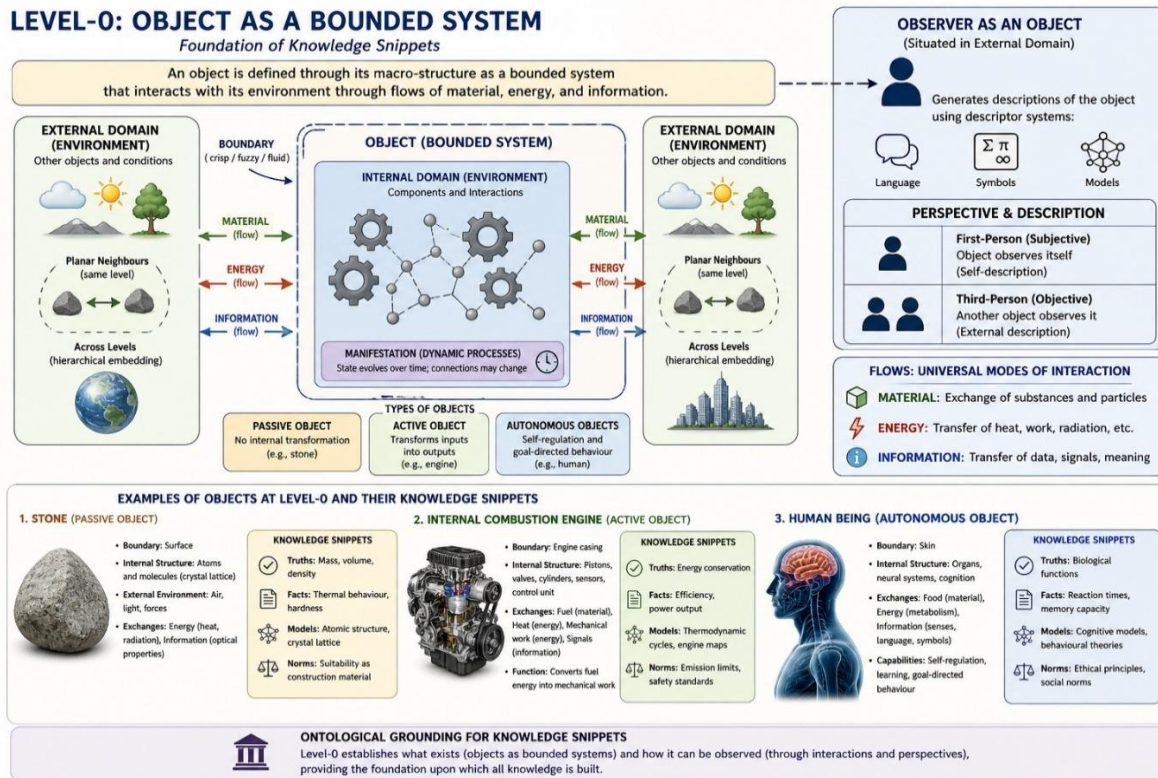 LEVEL-0: OBJECT AS A BOUNDED SYSTEM
Foundation of Knowledge Snippets
An object is defined through its macro-structure as a bounded system
that interacts with its environment through flows of material, energy, and information.
EXTERNAL DOMAIN
(ENVIRONMENT)
Other objects and conditions
Planar Neighbours
(same level)
Across Levels
(hierarchical embedding)
BOUNDARY
( crisp / fuzzy / fluid)
MATERIAL
(flow)
ENERGY
(flow)
INFORMATION
(flow)
OBJECT (BOUNDED SYSTEM)
INTERNAL DOMAIN (ENVIRONMENT)
Components and Interactions
MANIFESTATION (DYNAMIC PROCESSES)
State evolves over time; connections may change
MATERIAL
(flow)
ENERGY
(flow)
INFORMATION
(flow)
EXTERNAL DOMAIN
(ENVIRONMENT)
Other objects and conditions
Planar Neighbours
(same level)
Across Levels
(hierarchical embedding)
TYPES OF OBJECTS
PASSIVE OBJECT
No internal transformation
(e.g., stone)
ACTIVE OBJECT
Transforms inputs
into outputs
(e.g., engine)
AUTONOMOUS OBJECTS
Self-regulation and
goal-directed behaviour
(e.g., human)
OBSERVER AS AN OBJECT
(Situated in External Domain)
Generates descriptions of the object
using descriptor systems:
Σ π
∞
Language
Symbols
Models
PERSPECTIVE & DESCRIPTION
First-Person (Subjective)
Object observes itself
(Self-description)
Third-Person (Objective)
Another object observes it
(External description)
FLOWS: UNIVERSAL MODES OF INTERACTION
MATERIAL: Exchange of substances and particles
ENERGY: Transfer of heat, work, radiation, etc.
INFORMATION: Transfer of data, signals, meaning
EXAMPLES OF OBJECTS AT LEVEL-0 AND THEIR KNOWLEDGE SNIPPETS
1. STONE (PASSIVE OBJECT)
• Boundary: Surface
• Internal Structure: Atoms
and molecules (crystal lattice)
• External Environment: Air,
light, forces
• Exchanges: Energy (heat,
radiation), Information (optical
properties)
KNOWLEDGE SNIPPETS
Truths: Mass, volume,
density
Facts: Thermal behaviour,
hardness
Models: Atomic structure,
crystal lattice
Norms: Suitability as
construction material
2. INTERNAL COMBUSTION ENGINE (ACTIVE OBJECT)
• Boundary: Engine casing
• Internal Structure: Pistons,
valves, cylinders, sensors,
control unit
• Exchanges: Fuel (material),
Heat (energy), Mechanical
work (energy), Signals
(information)
• Function: Converts fuel
energy into mechanical work
KNOWLEDGE SNIPPETS
Truths: Energy conservation
Facts: Efficiency,
power output
Models: Thermodynamic
cycles, engine maps
Norms: Emission limits,
safety standards
3. HUMAN BEING (AUTONOMOUS OBJECT)
• Boundary: Skin
• Internal Structure: Organs,
neural systems, cognition
• Exchanges: Food (material),
Energy (metabolism),
Information (senses,
language, symbols)
• Capabilities: Self-regulation,
learning, goal-directed
behaviour
KNOWLEDGE SNIPPETS
Truths: Biological
functions
Facts: Reaction times,
memory capacity
Models: Cognitive models,
behavioural theories
Norms: Ethical principles,
social norms
ONTOLOGICAL GROUNDING FOR KNOWLEDGE SNIPPETS
Level-0 establishes what exists (objects as bounded systems) and how it can be observed (through interactions and perspectives),
providing the foundation upon which all knowledge is built.